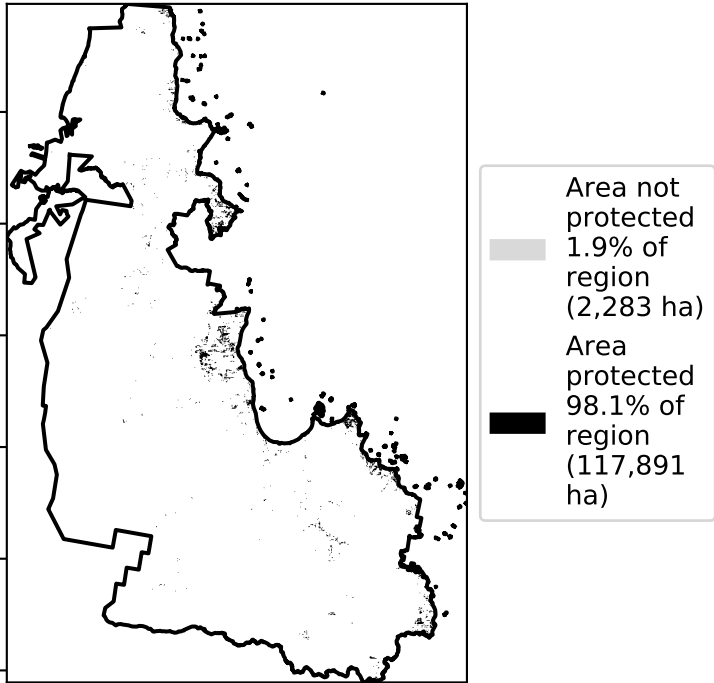 Area not
protected
1.9% of
region
(2,283 ha)
Area
protected
98.1% of
region
(117,891
ha)